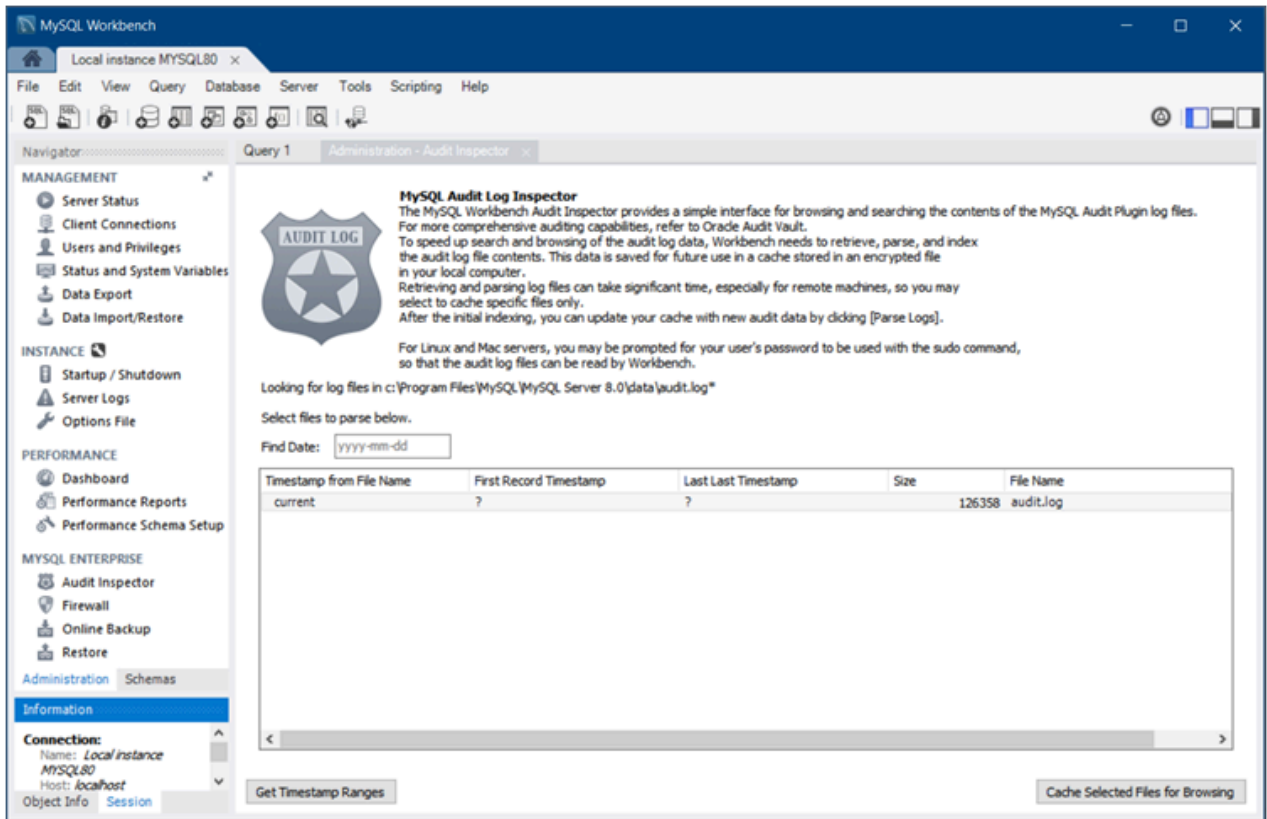 MySQL Workbench
Local instance MYSQL80 ×
File Edit View Query Database Server Tools Scripting Help
Navigator
MANAGEMENT
Server Status
Client Connections
Users and Privileges
Status and System Variables
Data Export
Data Import/Restore
INSTANCE
Startup / Shutdown
Server Logs
Options File
PERFORMANCE
Dashboard
Performance Reports
Performance Schema Setup
MYSQL ENTERPRISE
Audit Inspector
Firewall
Online Backup
Restore
Administration Schemas
Information
Connection:
Name: Local instance
MYSQL80
Host: localhost
Object Info Session
Query 1 Administration - Audit Inspector ×
AUDIT LOG
MySQL Audit Log Inspector
The MySQL Workbench Audit Inspector provides a simple interface for browsing and searching the contents of the MySQL Audit Plugin log files.
For more comprehensive auditing capabilities, refer to Oracle Audit Vault.
To speed up search and browsing of the audit log data, Workbench needs to retrieve, parse, and index
the audit log file contents. This data is saved for future use in a cache stored in an encrypted file
in your local computer.
Retrieving and parsing log files can take significant time, especially for remote machines, so you may
select to cache specific files only.
After the initial indexing, you can update your cache with new audit data by clicking [Parse Logs].
For Linux and Mac servers, you may be prompted for your user's password to be used with the sudo command,
so that the audit log files can be read by Workbench.
Looking for log files in c:\Program Files\MySQL\MySQL Server 8.0\data\audit.log*
Select files to parse below.
Find Date: yyyy-mm-dd
Timestamp from File Name First Record Timestamp Last Last Timestamp Size File Name
current ? ? 126358 audit.log
Get Timestamp Ranges Cache Selected Files for Browsing